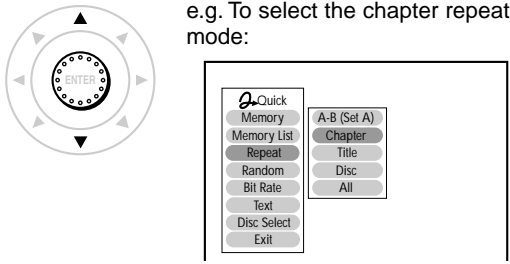 e.g. To select the chapter repeat
mode:
ENTER
Quick
Memory
Memory List
Repeat
Random
Bit Rate
Text
Disc Select
Exit
A-B (Set A)
Chapter
Title
Disc
All